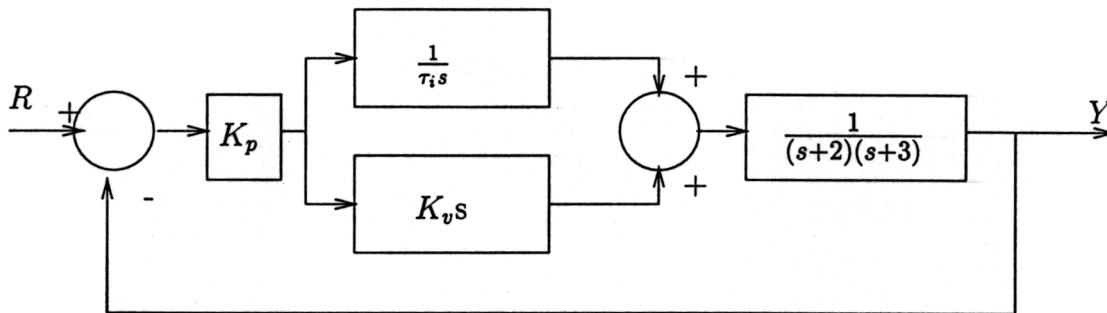 R
+
-
K_p
1/(τ_i s)
K_v s
+
+
1/((s+2)(s+3))
Y